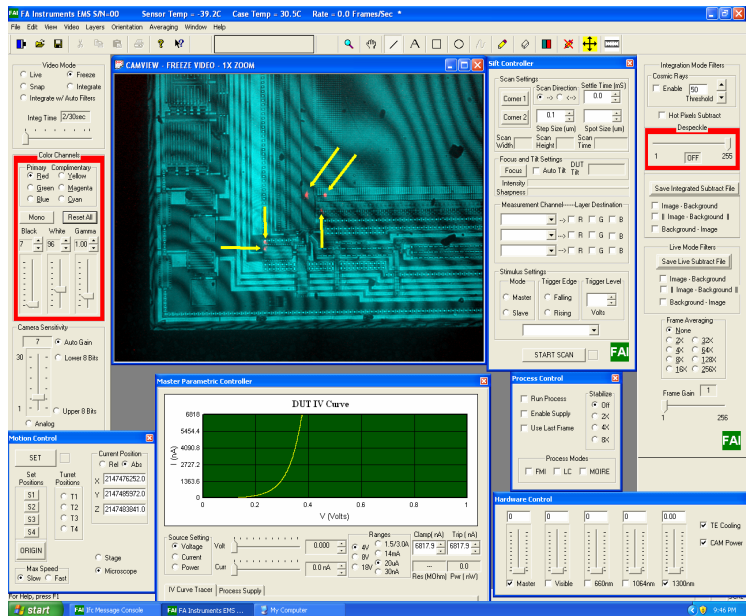 FAI FA Instruments EMS S/N-00 Sensor Temp = -39.2C Case Temp = 30.5C Rate = 0.0 Frames/Sec *
File Edit View Video Layers Orientation Averaging Window Help
Video Mode
Live Freeze
Snap Integrate
Integrate w/ Auto Filters
Integ Time 2/30sec
Color Channels
Primary Complimentary
Red Yellow
Green Magenta
Blue Cyan
Mono Reset All
Black White Gamma
7 96 1.00
Camera Sensitivity
7 Auto Gain
30 Lower 8 Bits
1 Upper 8 Bits
Analog
CAMVIEW - FREEZE VIDEO - 1X ZOOM
Sift Controller
Scan Settings
Scan Direction Settle Time (mS)
Corner 1 --> <--> 0.0
Corner 2 0.1
Step Size (um) Spot Size (um)
Scan Width Scan Height Scan Time
Focus and Tilt Settings
Focus Auto Tilt DUT Tilt
Intensity
Sharpness
Measurement Channel-----Layer Destination
--> R G B
--> R G B
--> R G B
Stimulus Settings
Mode Trigger Edge Trigger Level
Master Falling
Slave Rising Volts
START SCAN FAI
Integration Mode Filters
Cosmic Rays
Enable 50
Threshold
Hot Pixels Subtract
Despeckle
1 OFF 255
Save Integrated Subtract File
Image - Background
|| Image - Background ||
Background - Image
Live Mode Filters
Save Live Subtract File
Image - Background
|| Image - Background ||
Background - Image
Frame Averaging
None
2X 32X
4X 64X
8X 128X
16X 256X
Frame Gain 1
1 256
FAI
Master Parametric Controller
DUT IV Curve
I (nA)
6818
5454.4
4090.8
2727.2
1363.6
0
0 0.2 0.4 0.6 0.8 1
V (Volts)
Source Setting
Voltage Volt 0.000
Current
Power Curr 0.0 nA
Ranges
4V 1.5/3.0A
8V 14mA
18V 20uA
30nA
Clamp( nA) Trip( nA)
6817.9 6817.9
--- 0.0
Res (MOhm) Pwr ( nW)
IV Curve Tracer Process Supply
Process Control
Run Process
Enable Supply
Use Last Frame
Stabilize
Off
2X
4X
8X
Process Modes
FMI LC MOIRE
Motion Control
SET
Current Position
Rel Abs
X 2147476252.0
Y 2147485972.0
Z 2147483841.0
Set Positions Turret Positions
S1 T1
S2 T2
S3 T3
S4 T4
ORIGIN
Max Speed
Slow Fast
Stage
Microscope
Hardware Control
0 0 0 0 0.00
TE Cooling
CAM Power
Master Visible 660nm 1064nm 1300nm
For Help, press F1
start FAI Ifc Message Console FAI FA Instruments EMS ... My Computer 9:46 PM